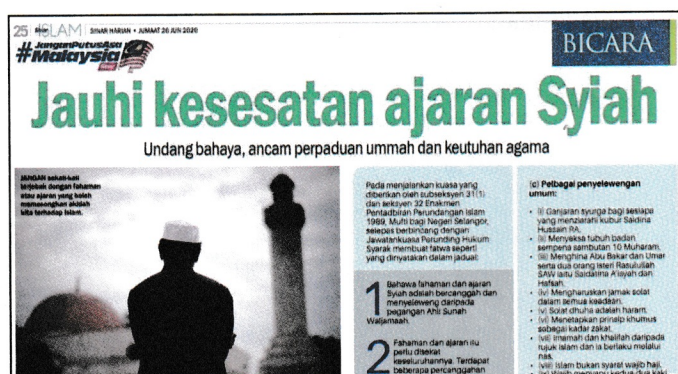 25 ISLAM SINAR HARIAN • JUMAAT 26 JUN 2020
#JanganPutusAsa
Malaysia
BICARA
Jauhi kesesatan ajaran Syiah
Undang bahaya, ancam perpaduan ummah dan keutuhan agama
JANGAN sekali-kali
terjebak dengan fahaman
atau ajaran yang boleh
memesongkan akidah
kita terhadap Islam.
Pada menjalankan kuasa yang
diberikan oleh subseksyen 31(1)
dan seksyen 32 Enakmen
Pentadbiran Perundangan Islam
1989, Mufti bagi Negeri Selangor,
selepas berbincang dengan
Jawatankuasa Perunding Hukum
Syarak membuat fatwa seperti
yang dinyatakan dalam jadual:
1 Bahawa fahaman dan ajaran
Syiah adalah bercanggah dan
menyeleweng daripada
pegangan Ahli Sunah
Waljamaah.
2 Fahaman dan ajaran itu
perlu disekat
keseluruhannya. Terdapat
beberapa percanggahan
(c) Pelbagai penyelewengan
umum:
• (i) Ganjaran syurga bagi sesiapa
yang menziarahi kubur Saidina
Hussain RA.
• (ii) Menyeksa tubuh badan
sempena sambutan 10 Muharam.
• (iii) Menghina Abu Bakar dan Umar
serta dua orang isteri Rasulullah
SAW iaitu Saidatina A'isyah dan
Hafsah.
• (iv) Mengharuskan jamak solat
dalam semua keadaan.
• (v) Solat dhuha adalah haram.
• (vi) Menetapkan prinsip khumus
sebagai kadar zakat.
• (vii) Imamah dan khalifah daripada
rujuk Islam dan ia berlaku melalui
nas.
• (viii) Islam bukan syarat wajib haji.
• (ix) Wajib menyapu kedua dua kaki